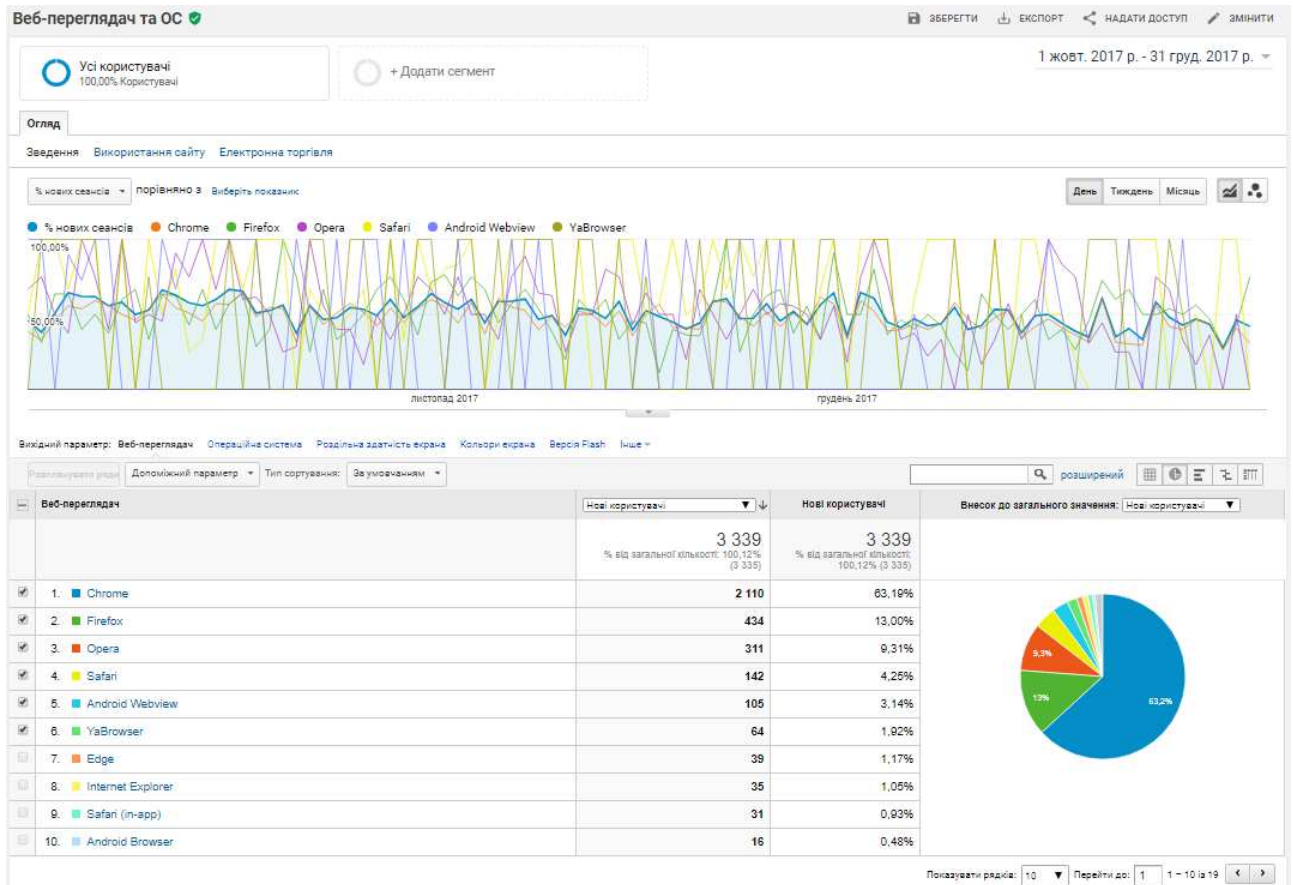 Веб-переглядач та ОС
ЗБЕРЕГТИ ЕКСПОРТ НАДАТИ ДОСТУП ЗМІНИТИ
Усі користувачі
100,00% Користувачі
+ Додати сегмент
1 жовт. 2017 р. - 31 груд. 2017 р.
Огляд
Зведення Використання сайту Електронна торгівля
% нових сеансів порівняно з Виберіть показник
День Тиждень Місяць
% нових сеансів Chrome Firefox Opera Safari Android Webview YaBrowser
100,00%
50,00%
листопад 2017 грудень 2017
Вихідний параметр: Веб-переглядач Операційна система Роздільна здатність екрана Кольори екрана Версія Flash Інше
Допоміжний параметр Тип сортування: За умовчанням розширений
Веб-переглядач Нові користувачі Нові користувачі Внесок до загального значення: Нові користувачі
3 339 3 339
% від загальної кількості: 100,12% (3 335) % від загальної кількості: 100,12% (3 335)
1. Chrome 2 110 63,19%
2. Firefox 434 13,00%
3. Opera 311 9,31%
4. Safari 142 4,25%
5. Android Webview 105 3,14%
6. YaBrowser 64 1,92%
7. Edge 39 1,17%
8. Internet Explorer 35 1,05%
9. Safari (in-app) 31 0,93%
10. Android Browser 16 0,48%
9,3%
13%
63,2%
Показувати рядків: 10 Перейти до: 1 1 – 10 із 19